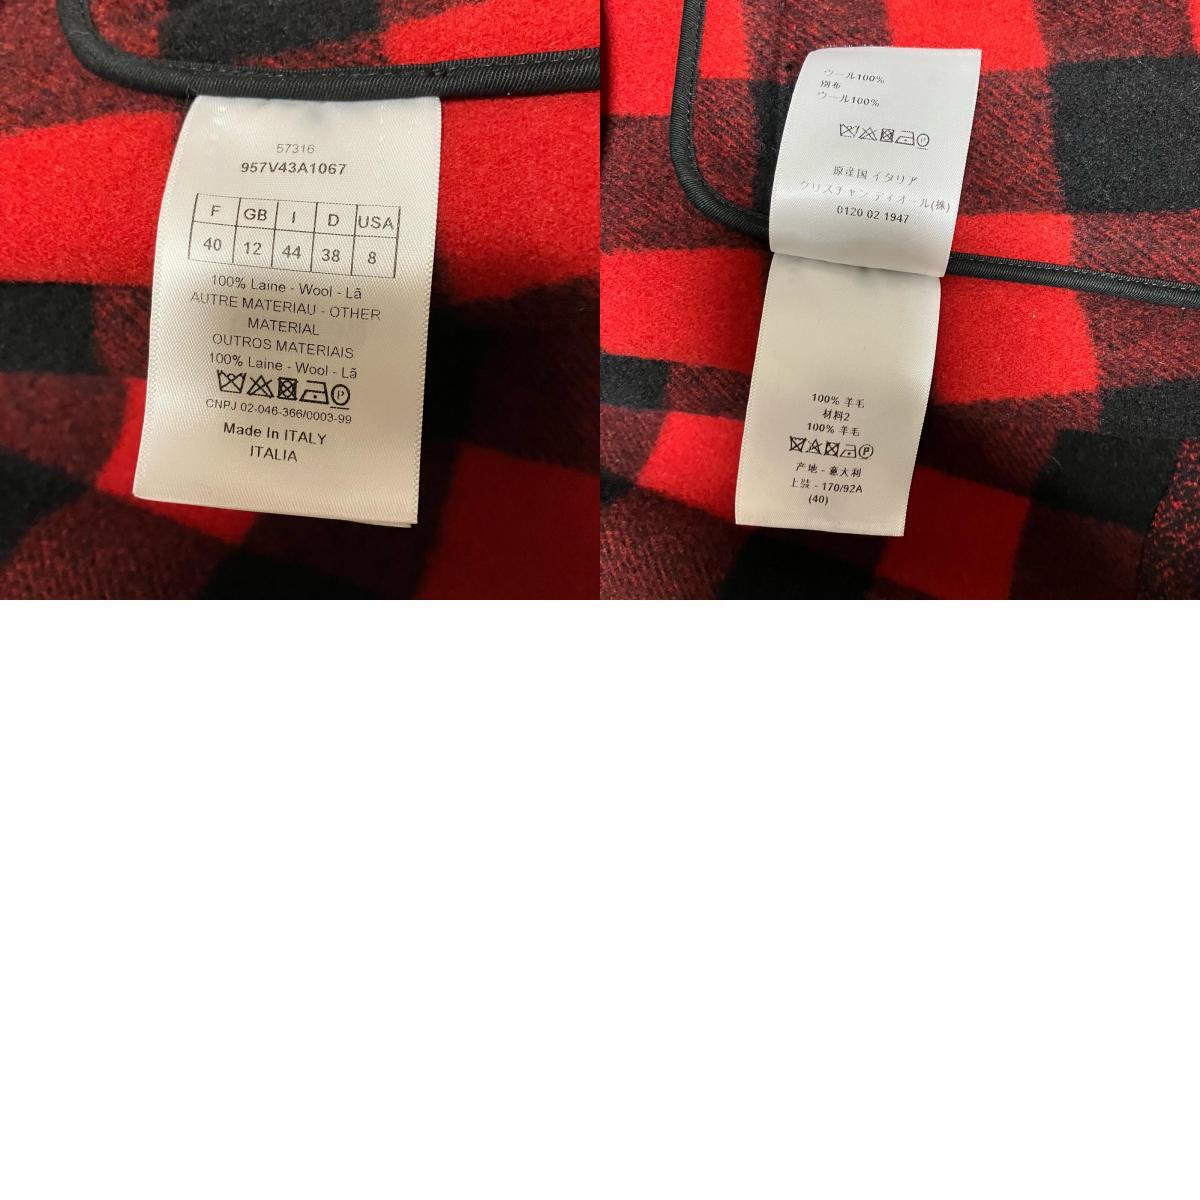 57316
957V43A1067
F GB I D USA
40 12 44 38 8
100% Laine - Wool - Lã
AUTRE MATERIAU - OTHER
MATERIAL
OUTROS MATERIAIS
100% Laine - Wool - Lã
CNPJ 02-046-366/0003-99
Made In ITALY
ITALIA
ウール100%
別布
ウール100%
原産国 イタリア
クリスチャン ディオール(株)
0120 02 1947
100% 羊毛
材料2
100% 羊毛
产地 - 意大利
上装 - 170/92A
(40)